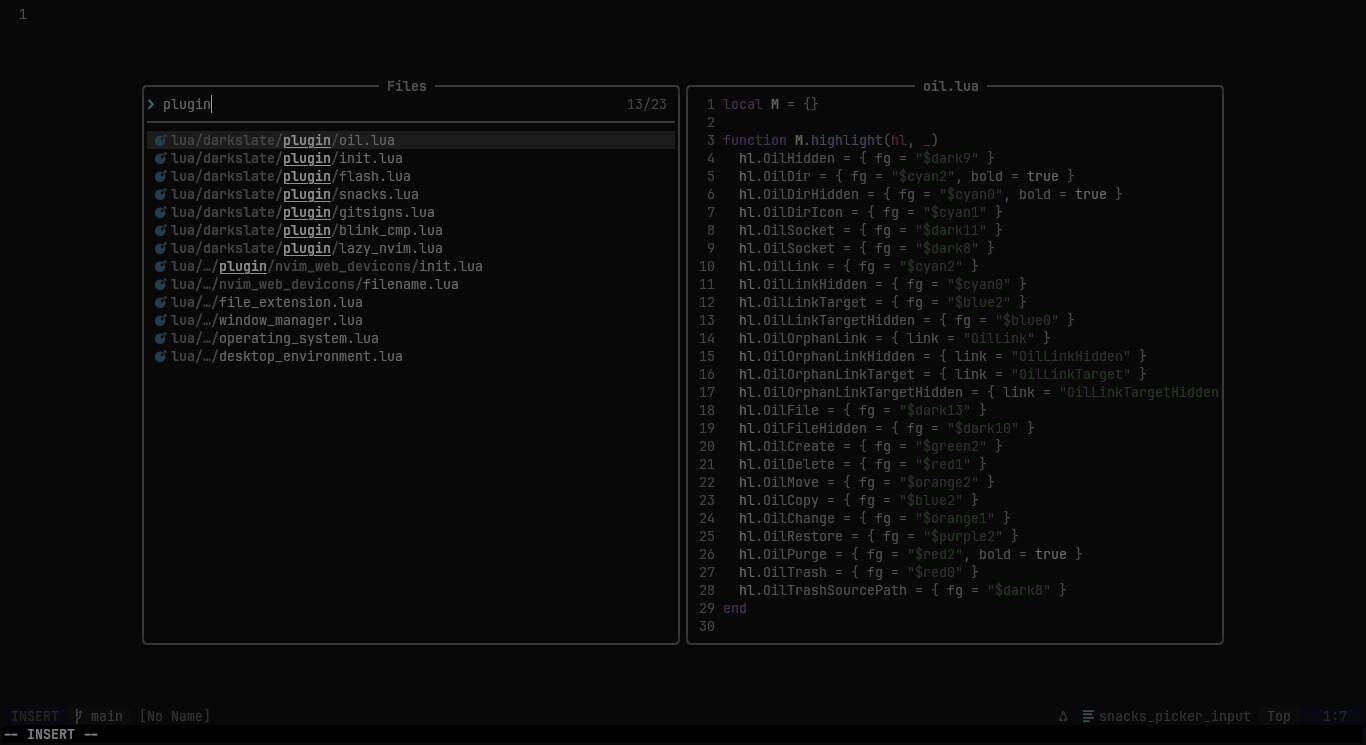 1
Files
plugin 13/23
lua/darkslate/plugin/oil.lua
lua/darkslate/plugin/init.lua
lua/darkslate/plugin/flash.lua
lua/darkslate/plugin/snacks.lua
lua/darkslate/plugin/gitsigns.lua
lua/darkslate/plugin/blink_cmp.lua
lua/darkslate/plugin/lazy_nvim.lua
lua/…/plugin/nvim_web_devicons/init.lua
lua/…/nvim_web_devicons/filename.lua
lua/…/file_extension.lua
lua/…/window_manager.lua
lua/…/operating_system.lua
lua/…/desktop_environment.lua
oil.lua
1 local M = {}
2
3 function M.highlight(hl, _)
4 hl.OilHidden = { fg = "$dark9" }
5 hl.OilDir = { fg = "$cyan2", bold = true }
6 hl.OilDirHidden = { fg = "$cyan0", bold = true }
7 hl.OilDirIcon = { fg = "$cyan1" }
8 hl.OilSocket = { fg = "$dark11" }
9 hl.OilSocket = { fg = "$dark8" }
10 hl.OilLink = { fg = "$cyan2" }
11 hl.OilLinkHidden = { fg = "$cyan0" }
12 hl.OilLinkTarget = { fg = "$blue2" }
13 hl.OilLinkTargetHidden = { fg = "$blue0" }
14 hl.OilOrphanLink = { link = "OilLink" }
15 hl.OilOrphanLinkHidden = { link = "OilLinkHidden" }
16 hl.OilOrphanLinkTarget = { link = "OilLinkTarget" }
17 hl.OilOrphanLinkTargetHidden = { link = "OilLinkTargetHidden
18 hl.OilFile = { fg = "$dark13" }
19 hl.OilFileHidden = { fg = "$dark10" }
20 hl.OilCreate = { fg = "$green2" }
21 hl.OilDelete = { fg = "$red1" }
22 hl.OilMove = { fg = "$orange2" }
23 hl.OilCopy = { fg = "$blue2" }
24 hl.OilChange = { fg = "$orange1" }
25 hl.OilRestore = { fg = "$purple2" }
26 hl.OilPurge = { fg = "$red2", bold = true }
27 hl.OilTrash = { fg = "$red0" }
28 hl.OilTrashSourcePath = { fg = "$dark8" }
29 end
30
INSERT main [No Name] snacks_picker_input Top 1:7
-- INSERT --